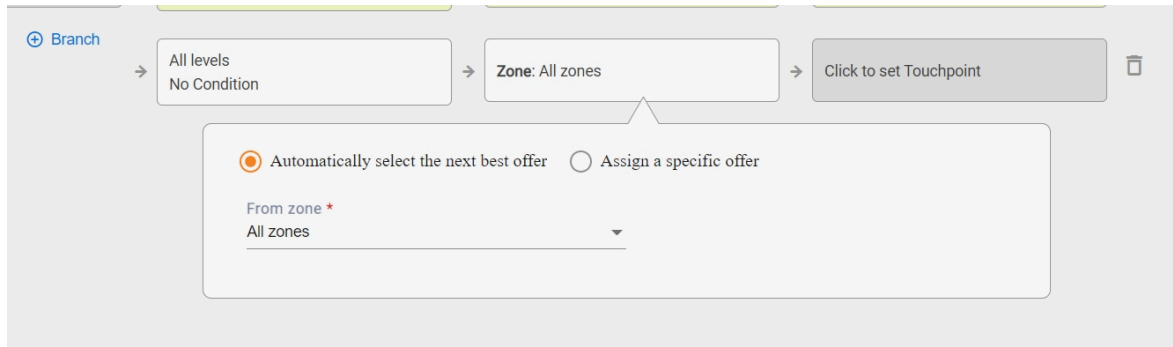 Branch
All levels
No Condition
Zone: All zones
Click to set Touchpoint
Automatically select the next best offer
Assign a specific offer
From zone *
All zones